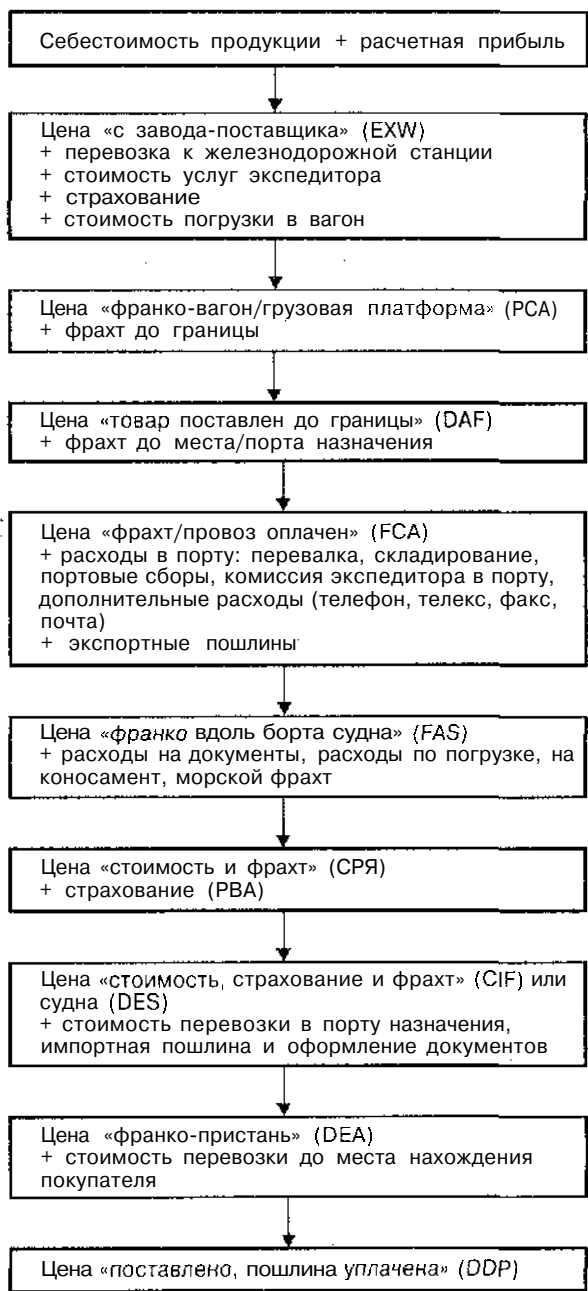 Себестоимость продукции + расчетная прибыль
Цена «с завода-поставщика» (EXW)
+ перевозка к железнодорожной станции
+ стоимость услуг экспедитора
+ страхование
+ стоимость погрузки в вагон
Цена «франко-вагон/грузовая платформа» (РСА)
+ фрахт до границы
Цена «товар поставлен до границы» (DAF)
+ фрахт до места/порта назначения
Цена «фрахт/провоз оплачен» (FCA)
+ расходы в порту: перевалка, складирование,
портовые сборы, комиссия экспедитора в порту,
дополнительные расходы (телефон, телекс, факс,
почта)
+ экспортные пошлины
Цена «франко вдоль борта судна» (FAS)
+ расходы на документы, расходы по погрузке, на
коносамент, морской фрахт
Цена «стоимость и фрахт» (СРЯ)
+ страхование (РВА)
Цена «стоимость, страхование и фрахт» (CIF) или
судна (DES)
+ стоимость перевозки в порту назначения,
импортная пошлина и оформление документов
Цена «франко-пристань» (DEA)
+ стоимость перевозки до места нахождения
покупателя
Цена «поставлено, пошлина уплачена» (DDP)